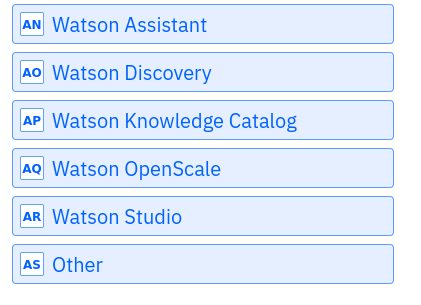 AN Watson Assistant
AO Watson Discovery
AP Watson Knowledge Catalog
AQ Watson OpenScale
AR Watson Studio
AS Other